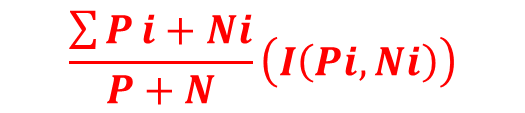 ∑ P i + Ni
P + N
(I(Pi, Ni))